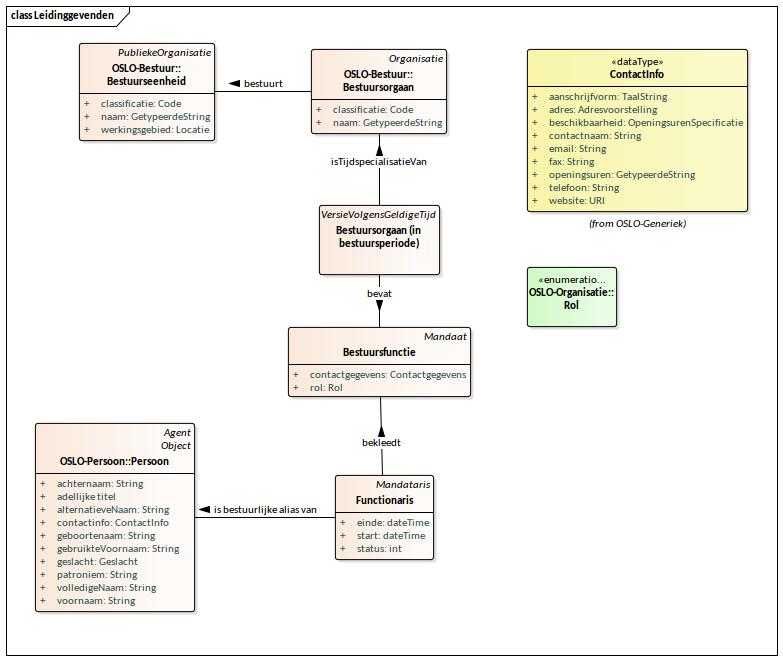 class Leidinggevenden
PubliekeOrganisatie
OSLO-Bestuur::
Bestuurseenheid
+ classificatie: Code
+ naam: GetypeerdeString
+ werkingsgebied: Locatie
bestuurt
Organisatie
OSLO-Bestuur::
Bestuursorgaan
+ classificatie: Code
+ naam: GetypeerdeString
«dataType»
ContactInfo
+ aanschrijfvorm: TaalString
+ adres: Adresvoorstelling
+ beschikbaarheid: OpeningsurenSpecificatie
+ contactnaam: String
+ email: String
+ fax: String
+ openingsuren: GetypeerdeString
+ telefoon: String
+ website: URI
(from OSLO-Generiek)
isTijdspecialisatieVan
VersieVolgensGeldigeTijd
Bestuursorgaan (in
bestuursperiode)
«enumeratio...
OSLO-Organisatie::
Rol
bevat
Mandaat
Bestuursfunctie
+ contactgegevens: Contactgegevens
+ rol: Rol
bekleedt
Agent
Object
OSLO-Persoon::Persoon
+ achternaam: String
+ adellijke titel
+ alternatieveNaam: String
+ contactinfo: ContactInfo
+ geboortenaam: String
+ gebruikteVoornaam: String
+ geslacht: Geslacht
+ patroniem: String
+ volledigeNaam: String
+ voornaam: String
is bestuurlijke alias van
Mandataris
Functionaris
+ einde: dateTime
+ start: dateTime
+ status: int